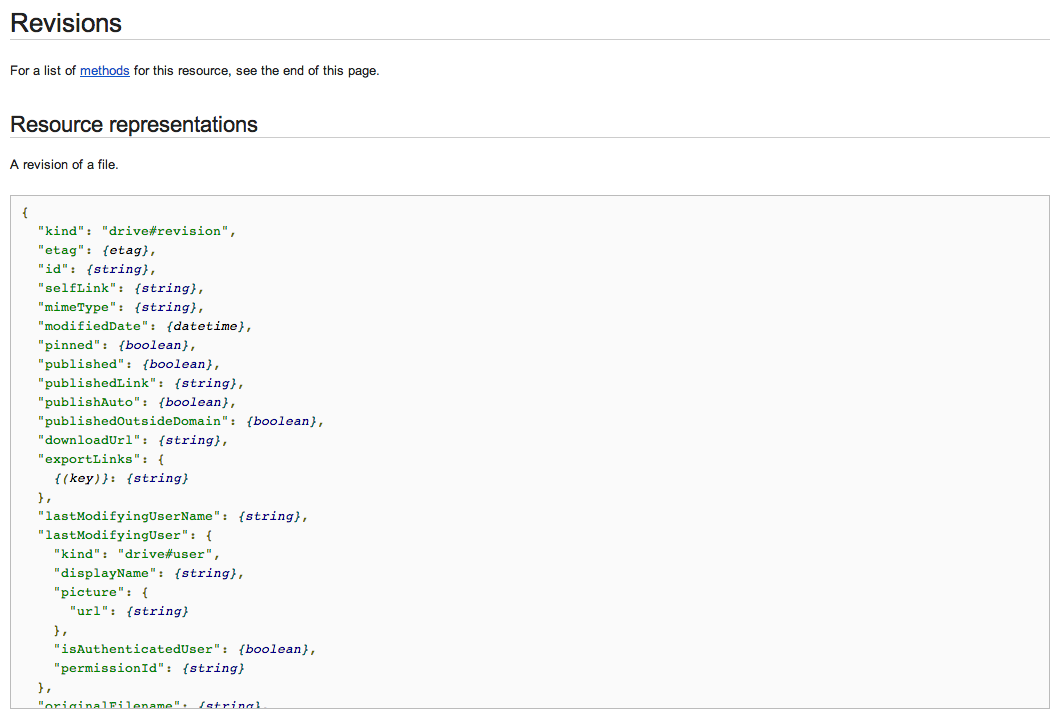 Revisions
For a list of methods for this resource, see the end of this page.
Resource representations
A revision of a file.
{
  "kind": "drive#revision",
  "etag": {etag},
  "id": {string},
  "selfLink": {string},
  "mimeType": {string},
  "modifiedDate": {datetime},
  "pinned": {boolean},
  "published": {boolean},
  "publishedLink": {string},
  "publishAuto": {boolean},
  "publishedOutsideDomain": {boolean},
  "downloadUrl": {string},
  "exportLinks": {
    {(key)}: {string}
  },
  "lastModifyingUserName": {string},
  "lastModifyingUser": {
    "kind": "drive#user",
    "displayName": {string},
    "picture": {
      "url": {string}
    },
    "isAuthenticatedUser": {boolean},
    "permissionId": {string}
  },
  "originalFilename": {string},